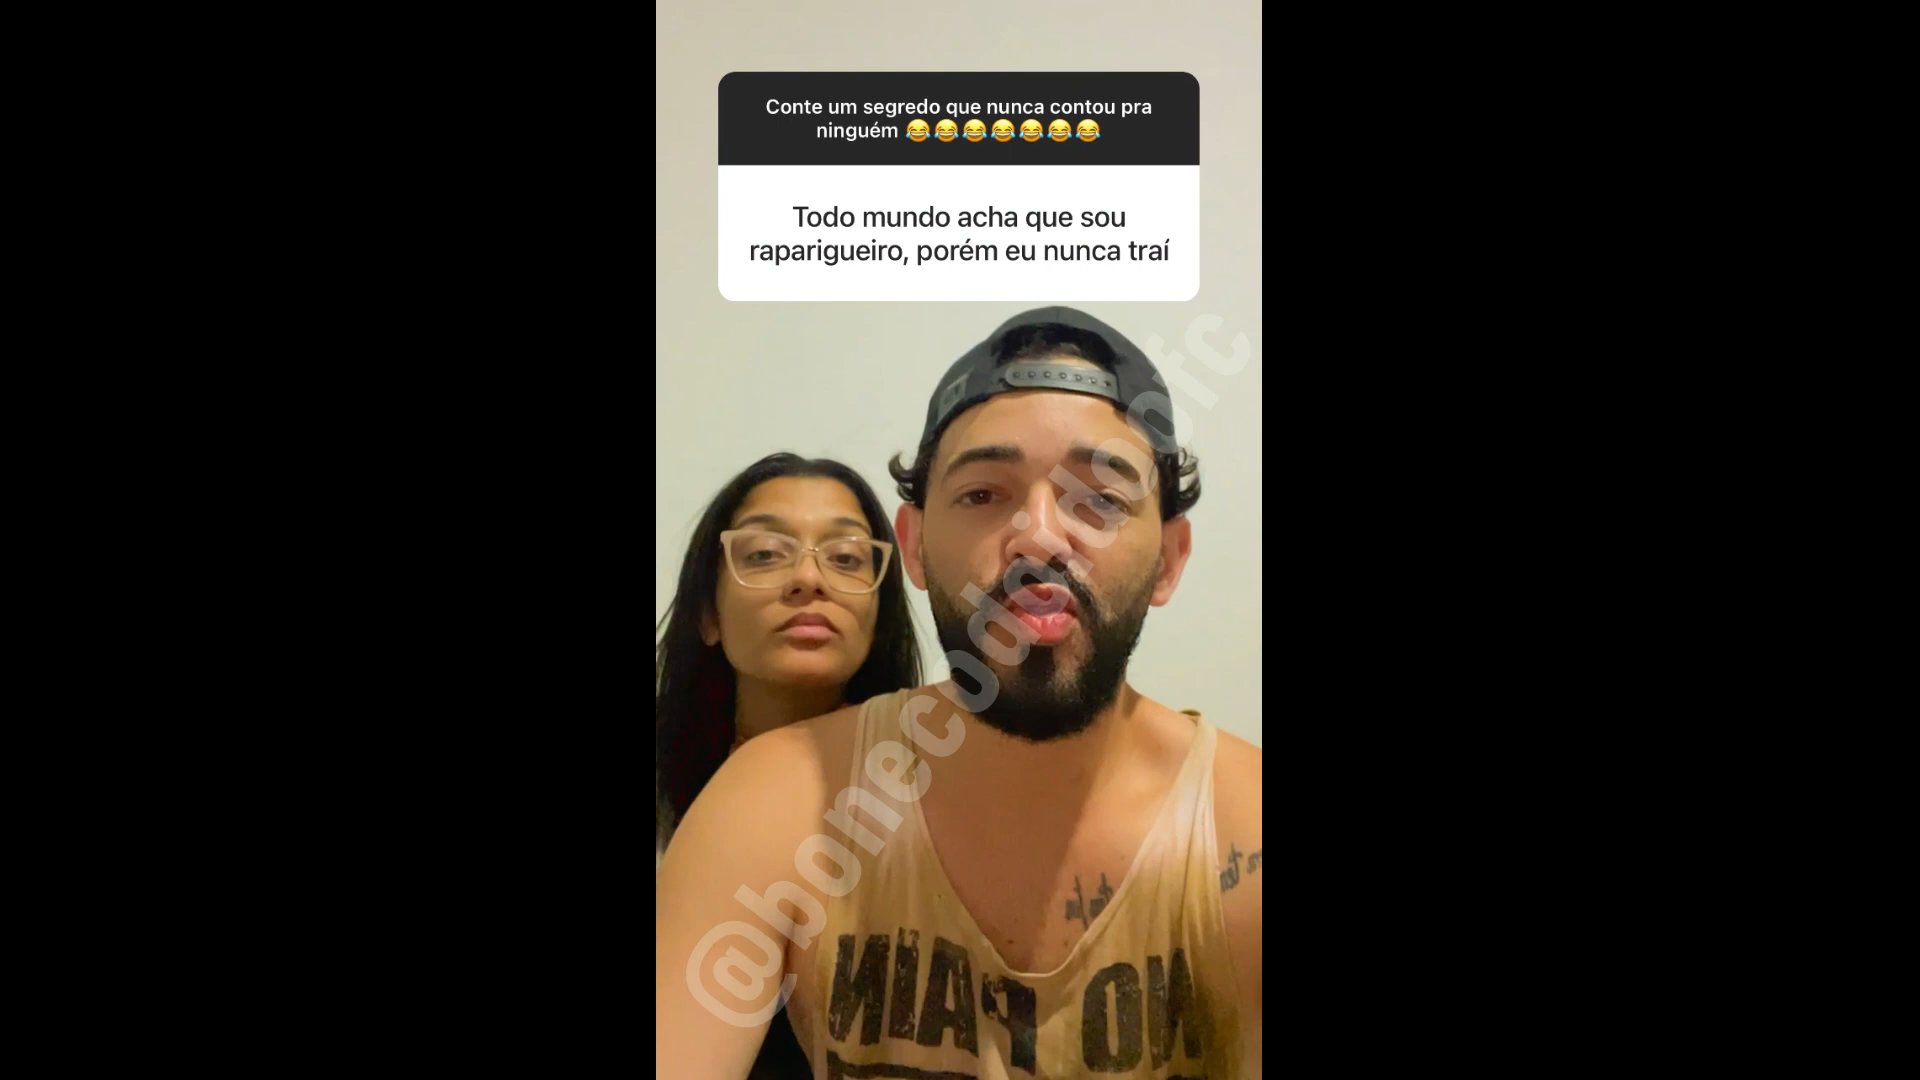 Conte um segredo que nunca contou pra
ninguém 😂😂😂😂😂😂😂
Todo mundo acha que sou
raparigueiro, porém eu nunca traí
@bonecodoidoofc
NO PAIN